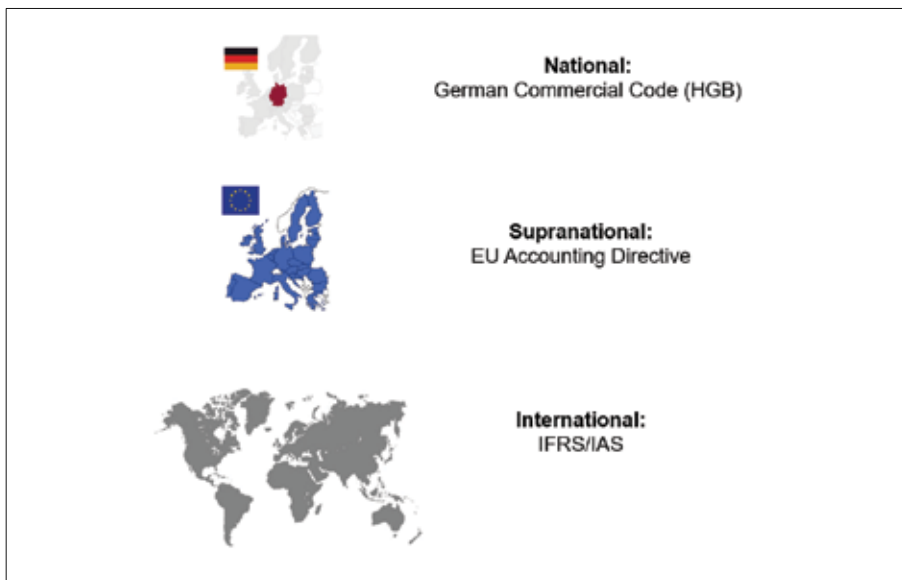 National:
German Commercial Code (HGB)
Supranational:
EU Accounting Directive
International:
IFRS/IAS